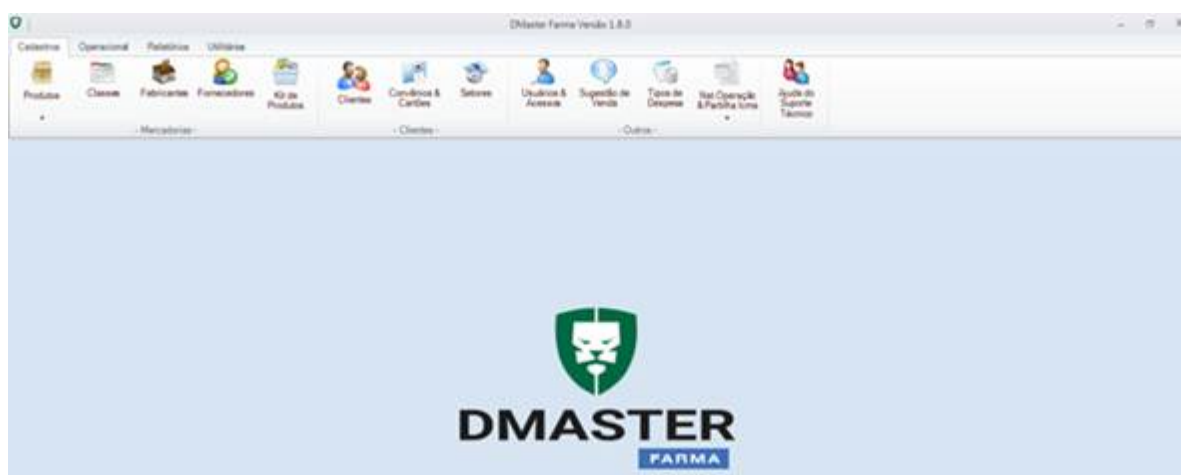 DMaster Farma Versão 1.8.0
Cadastros Operacional Relatórios Utilitários
Produtos Classes Fabricantes Fornecedores Kit de Produtos Clientes Convênios & Cartões Setores Usuários & Acessos Sugestão de Venda Tipos de Despesa Nat.Operação & Partilha Icms Ajuda do Suporte Técnico
- Mercadorias - - Clientes - - Outros -
DMASTER
FARMA